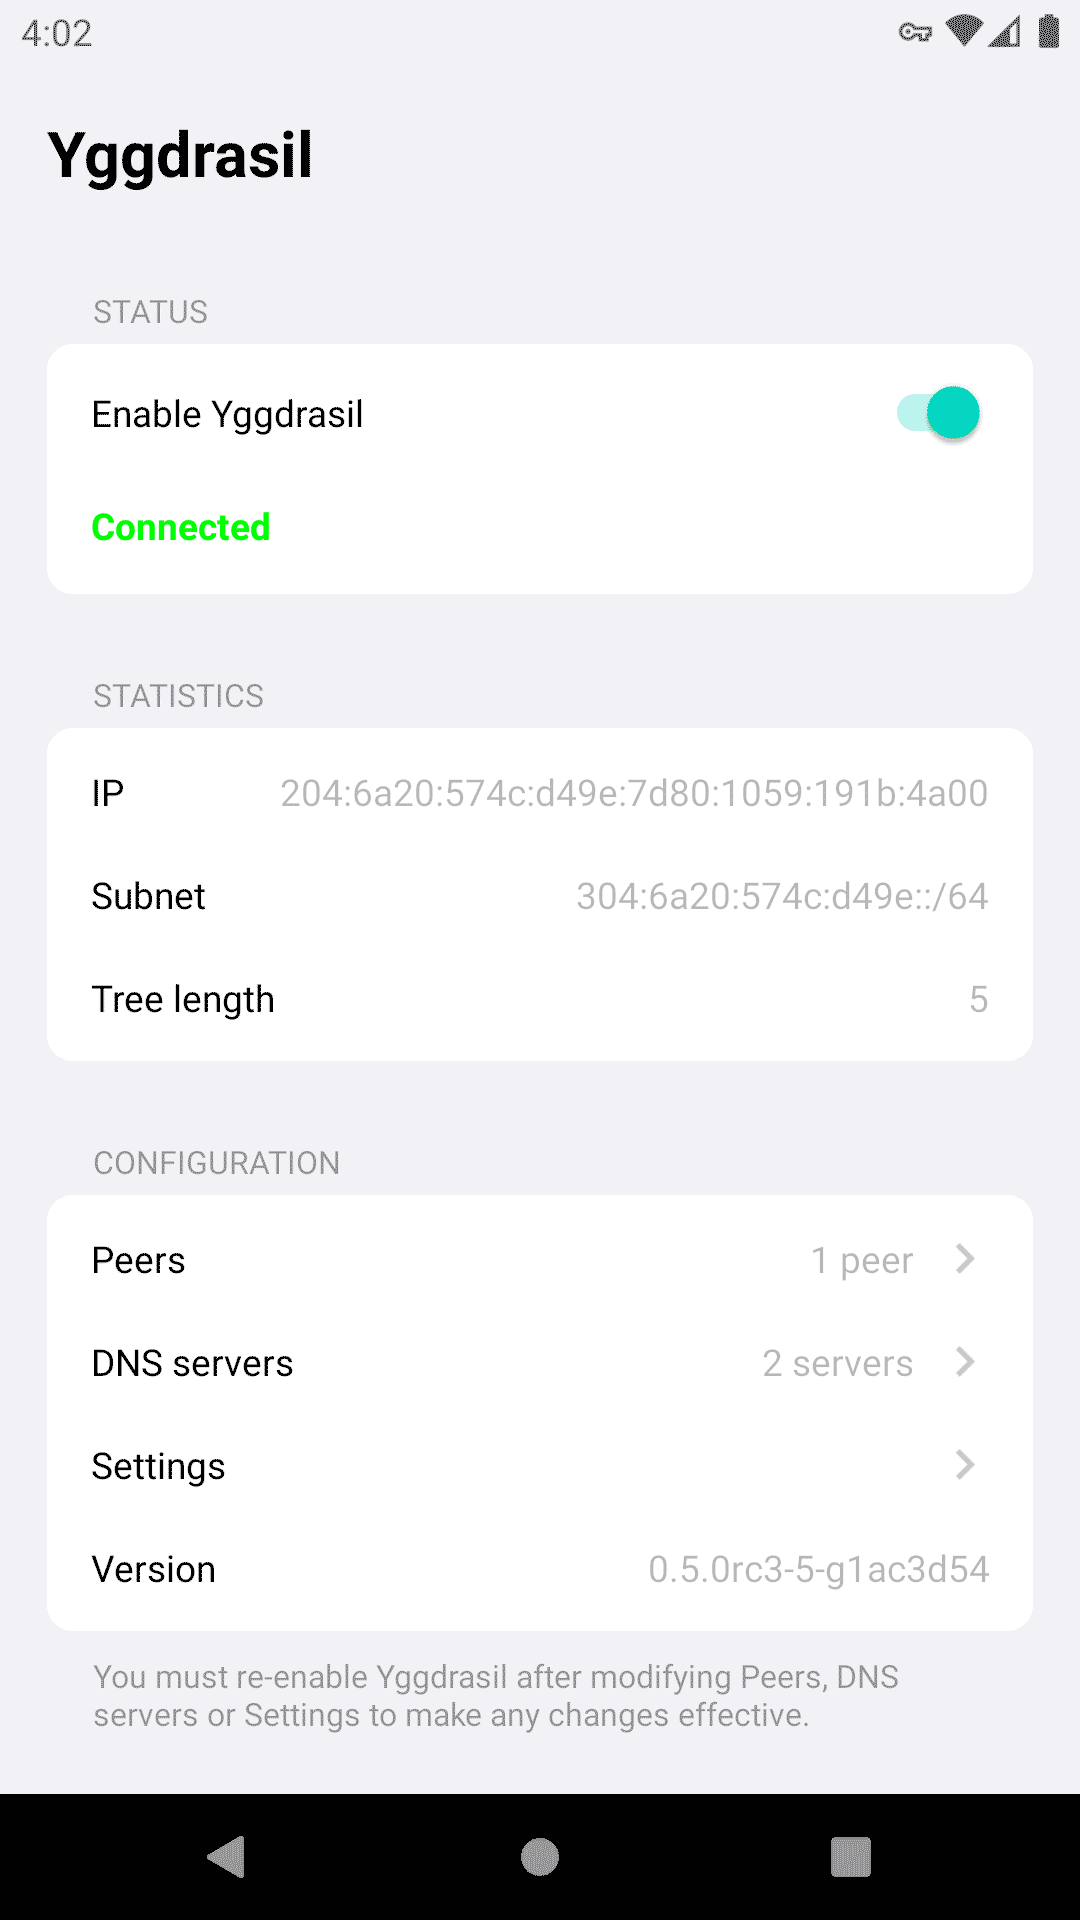 4:02
Yggdrasil
STATUS
Enable Yggdrasil
Connected
STATISTICS
IP 204:6a20:574c:d49e:7d80:1059:191b:4a00
Subnet 304:6a20:574c:d49e::/64
Tree length 5
CONFIGURATION
Peers 1 peer
DNS servers 2 servers
Settings
Version 0.5.0rc3-5-g1ac3d54
You must re-enable Yggdrasil after modifying Peers, DNS
servers or Settings to make any changes effective.